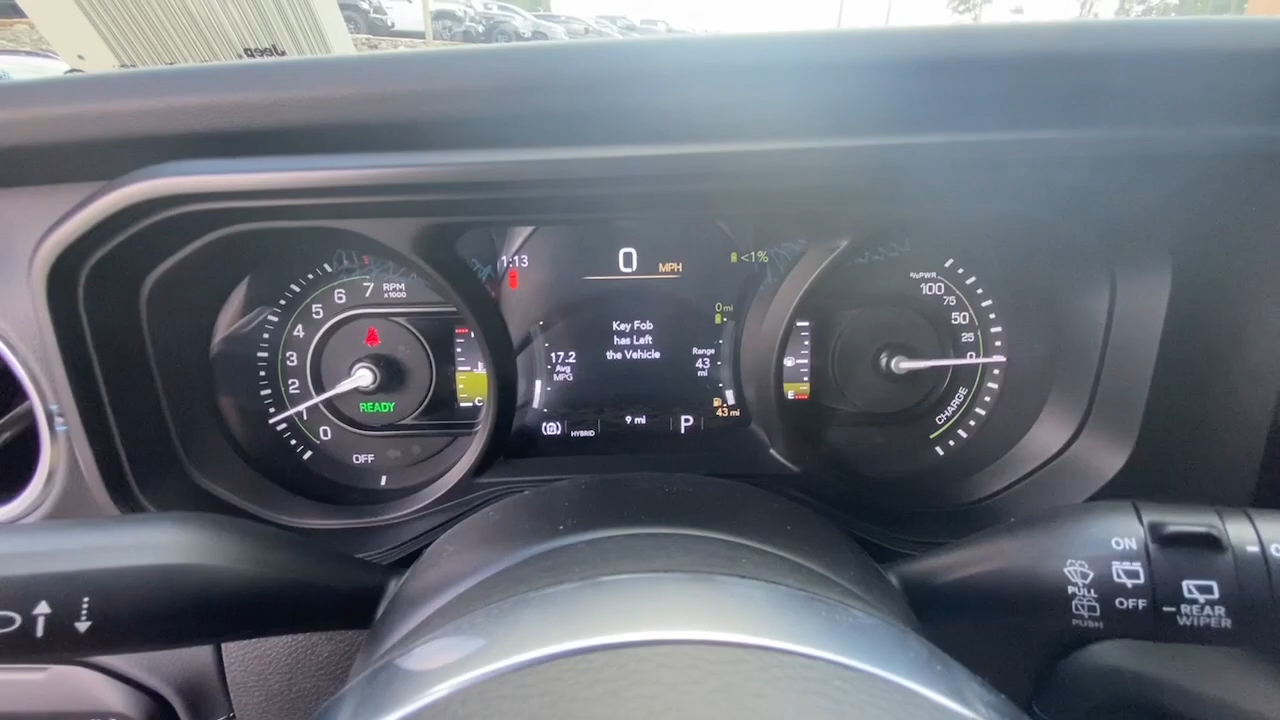 Jeep
7
RPM
x1000
6
5
4
3
2
1
0
OFF
READY
C
1:13
0
MPH
<1%
Key Fob
has Left
the Vehicle
0 mi
17.2
Avg
MPG
Range
43
mi
43 mi
HYBRID
9 mi
P
E
%PWR
100
75
50
25
0
CHARGE
ON
PULL
OFF
PUSH
REAR
WIPER